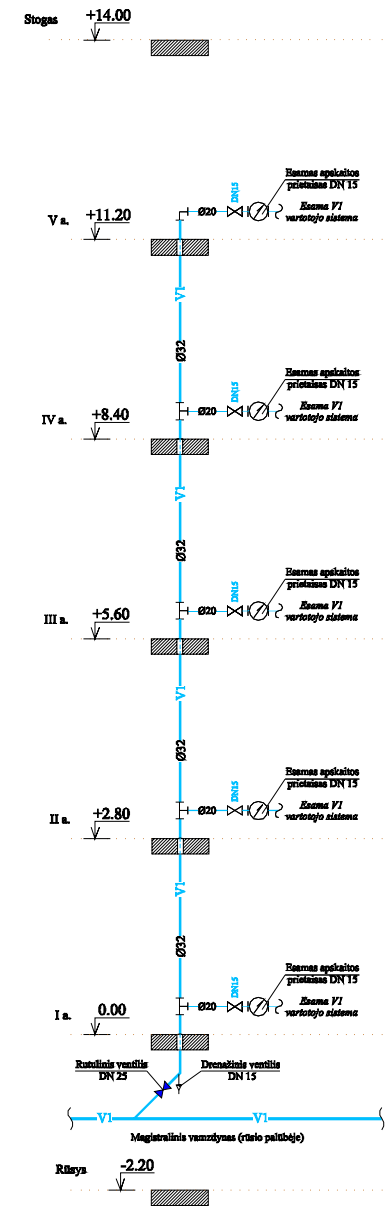 Stogas
+14.00
Esamas apskaitos
prietaisas DN 15
DN15
Ø20
Esama V1
vartotojo sistema
V a.
+11.20
V1
Ø32
Esamas apskaitos
prietaisas DN 15
DN15
Ø20
Esama V1
vartotojo sistema
IV a.
+8.40
V1
Ø32
Esamas apskaitos
prietaisas DN 15
DN15
Ø20
Esama V1
vartotojo sistema
III a.
+5.60
V1
Ø32
Esamas apskaitos
prietaisas DN 15
DN15
Ø20
Esama V1
vartotojo sistema
II a.
+2.80
V1
Ø32
Esamas apskaitos
prietaisas DN 15
DN15
Ø20
Esama V1
vartotojo sistema
I a.
0.00
Rutulinis ventilis
DN 25
Drenažinis ventilis
DN 15
V1
V1
Magistralinis vamzdynas (rūsio palubėje)
Rūsys
-2.20